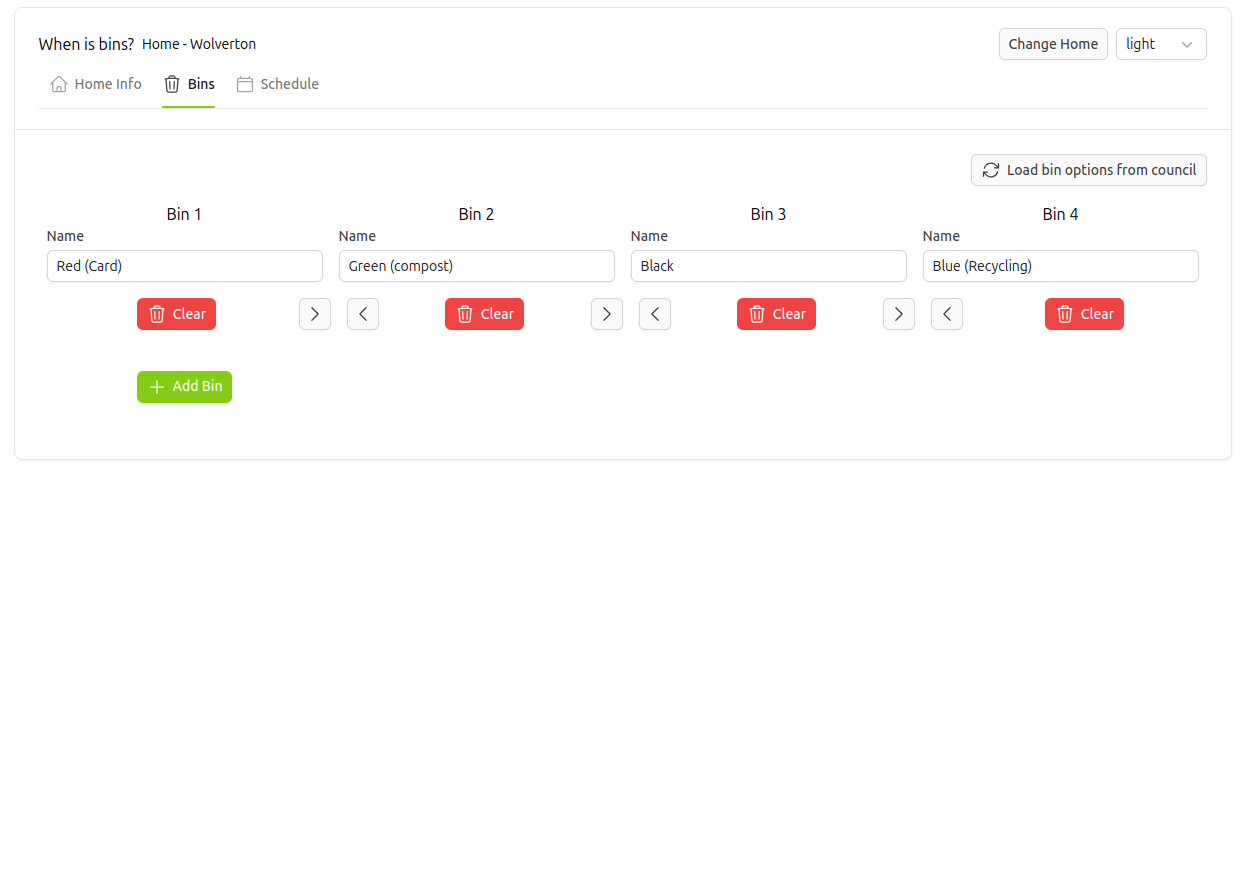 When is bins? Home - Wolverton Change Home light
Home Info Bins Schedule
Load bin options from council
Bin 1 Bin 2 Bin 3 Bin 4
Name Name Name Name
Red (Card) Green (compost) Black Blue (Recycling)
Clear Clear Clear Clear
Add Bin